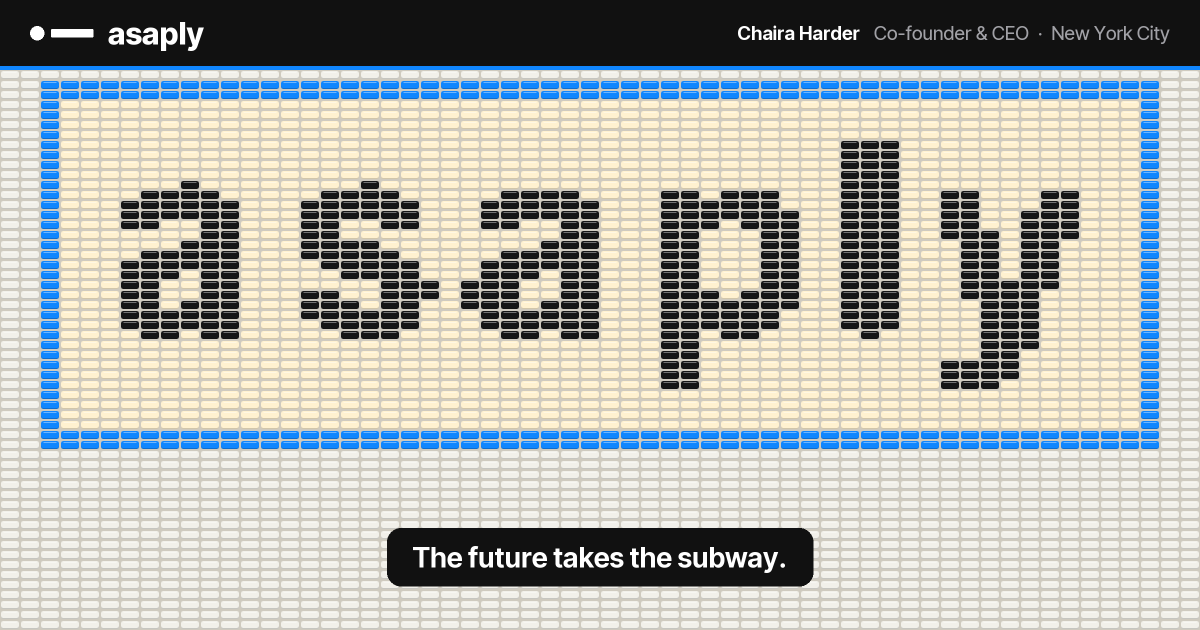 asaply
Chaira Harder Co-founder & CEO · New York City
asaply
The future takes the subway.